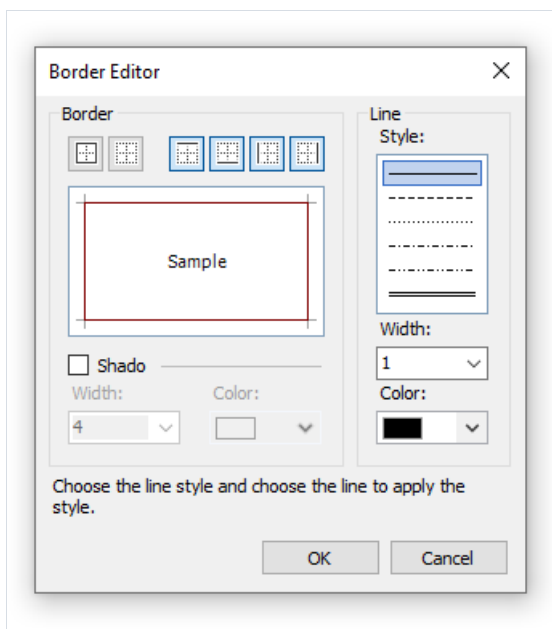 Border Editor
Border
Line
Style:
Sample
Width:
1
Shado
Width:
Color:
Color:
4
Choose the line style and choose the line to apply the
style.
OK
Cancel